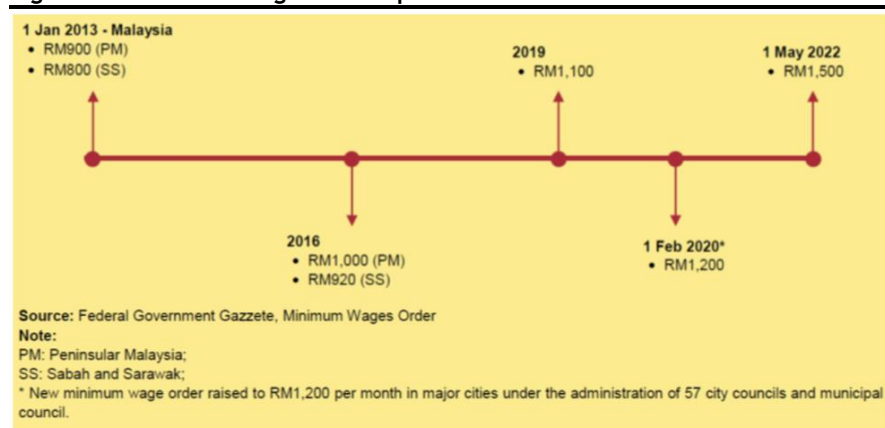 1 Jan 2013 - Malaysia
• RM900 (PM)
• RM800 (SS)
2019
• RM1,100
1 May 2022
• RM1,500
2016
• RM1,000 (PM)
• RM920 (SS)
1 Feb 2020*
• RM1,200
Source: Federal Government Gazzete, Minimum Wages Order
Note:
PM: Peninsular Malaysia;
SS: Sabah and Sarawak;
* New minimum wage order raised to RM1,200 per month in major cities under the administration of 57 city councils and municipal
council.